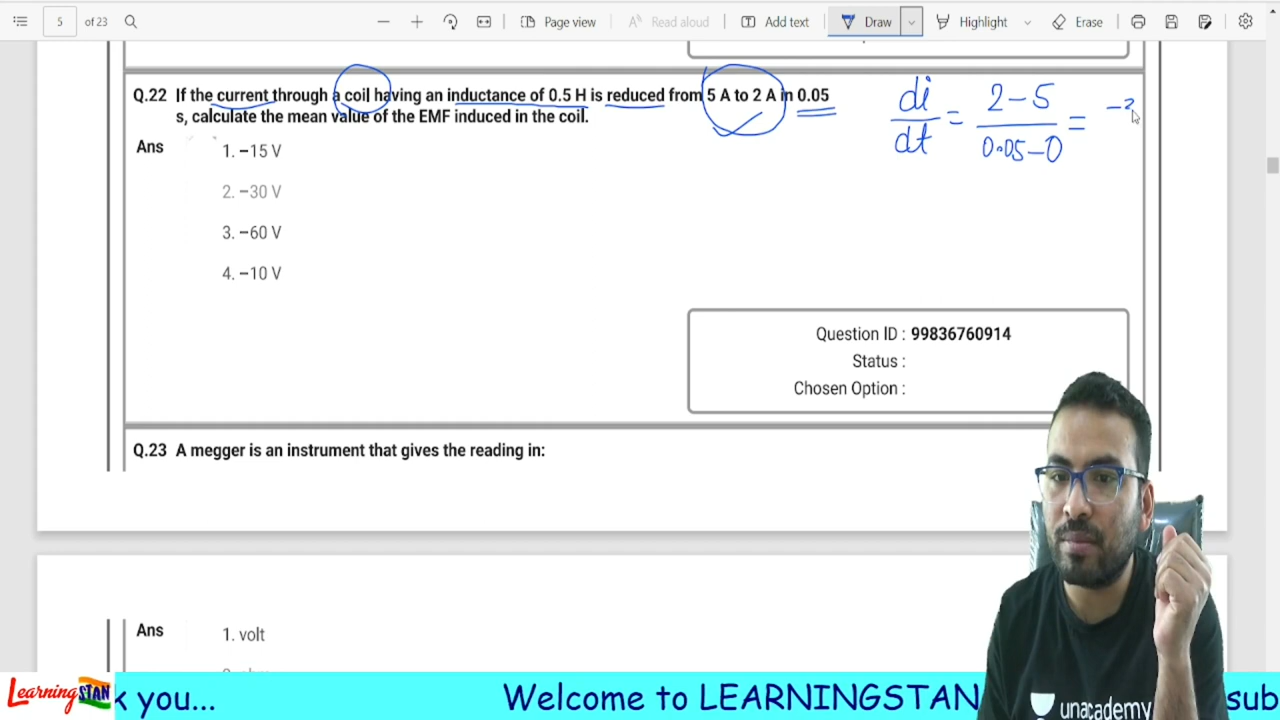 5 of 23
Page view
Read aloud
Add text
Draw
Highlight
Erase
Q.22 If the current through a coil having an inductance of 0.5 H is reduced from 5 A to 2 A in 0.05
s, calculate the mean value of the EMF induced in the coil.
di/dt = 2-5/0.05-0 =
Ans
1. −15 V
2. −30 V
3. −60 V
4. −10 V
Question ID : 99836760914
Status :
Chosen Option :
Q.23 A megger is an instrument that gives the reading in:
Ans
1. volt
LearningSTAN
k you...
Welcome to LEARNINGSTAN
sub
unacademy